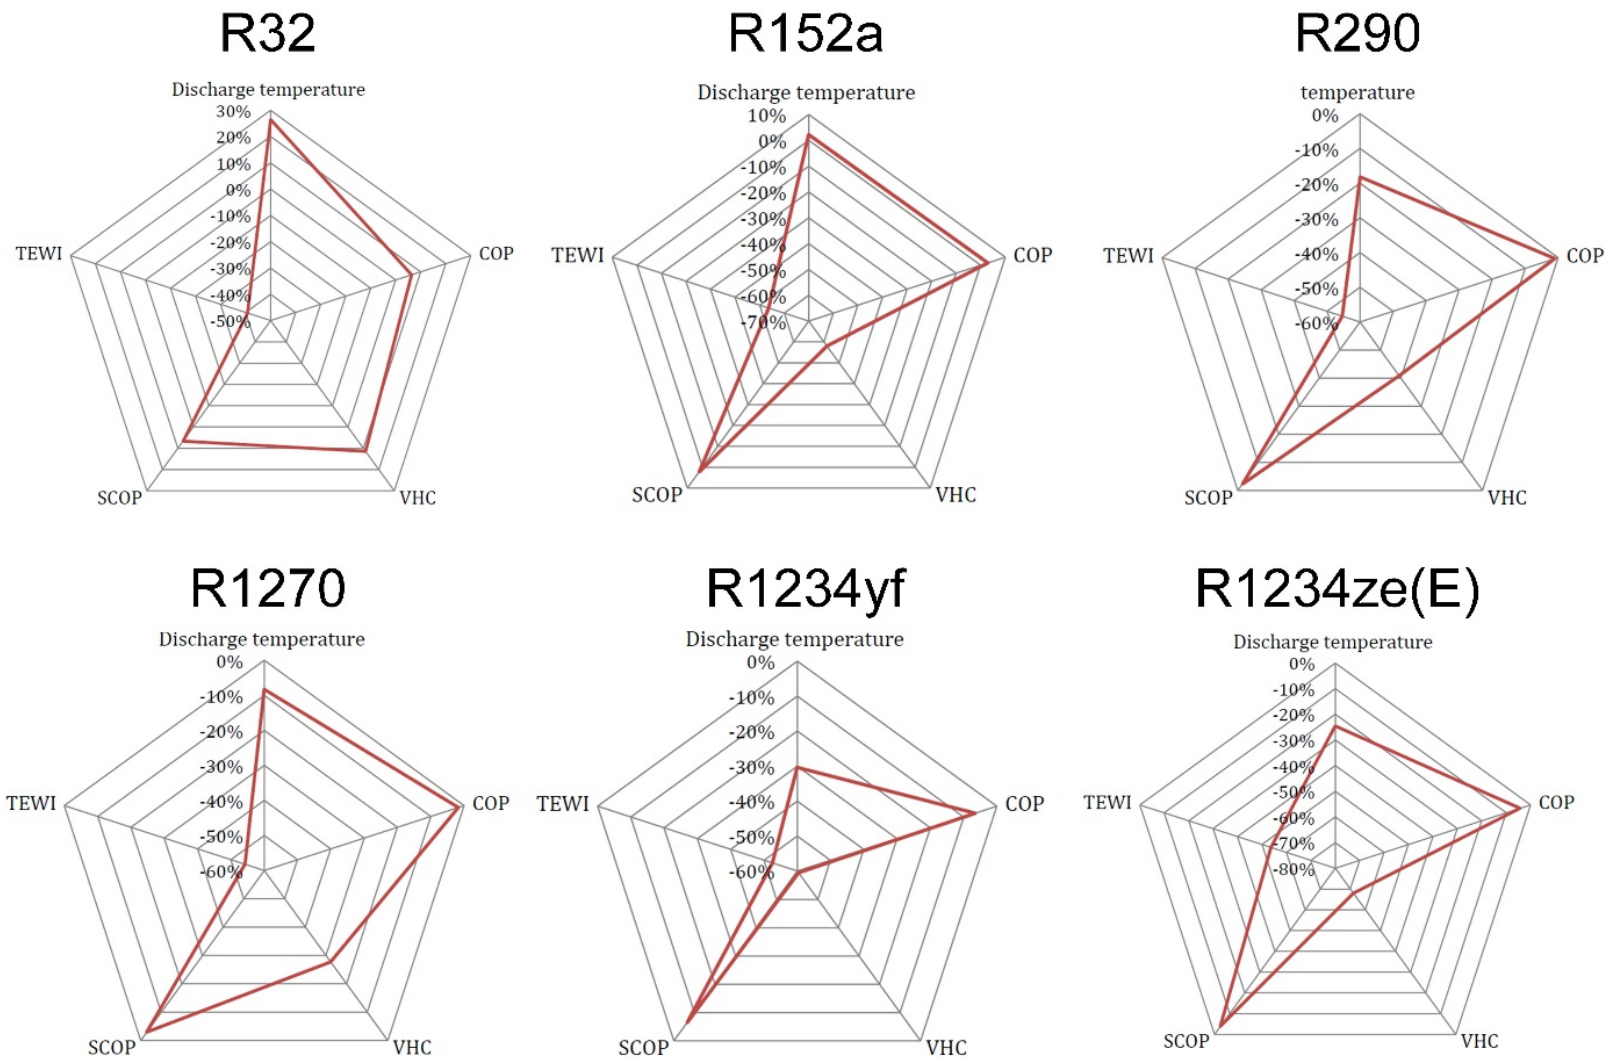 R32
Discharge temperature
30%
20%
10%
0%
-10%
-20%
-30%
-40%
-50%
TEWI
COP
SCOP
VHC
R152a
Discharge temperature
10%
0%
-10%
-20%
-30%
-40%
-50%
-60%
-70%
TEWI
COP
SCOP
VHC
R290
temperature
0%
-10%
-20%
-30%
-40%
-50%
-60%
TEWI
COP
SCOP
VHC
R1270
Discharge temperature
0%
-10%
-20%
-30%
-40%
-50%
-60%
TEWI
COP
SCOP
VHC
R1234yf
Discharge temperature
0%
-10%
-20%
-30%
-40%
-50%
-60%
TEWI
COP
SCOP
VHC
R1234ze(E)
Discharge temperature
0%
-10%
-20%
-30%
-40%
-50%
-60%
-70%
-80%
TEWI
COP
SCOP
VHC